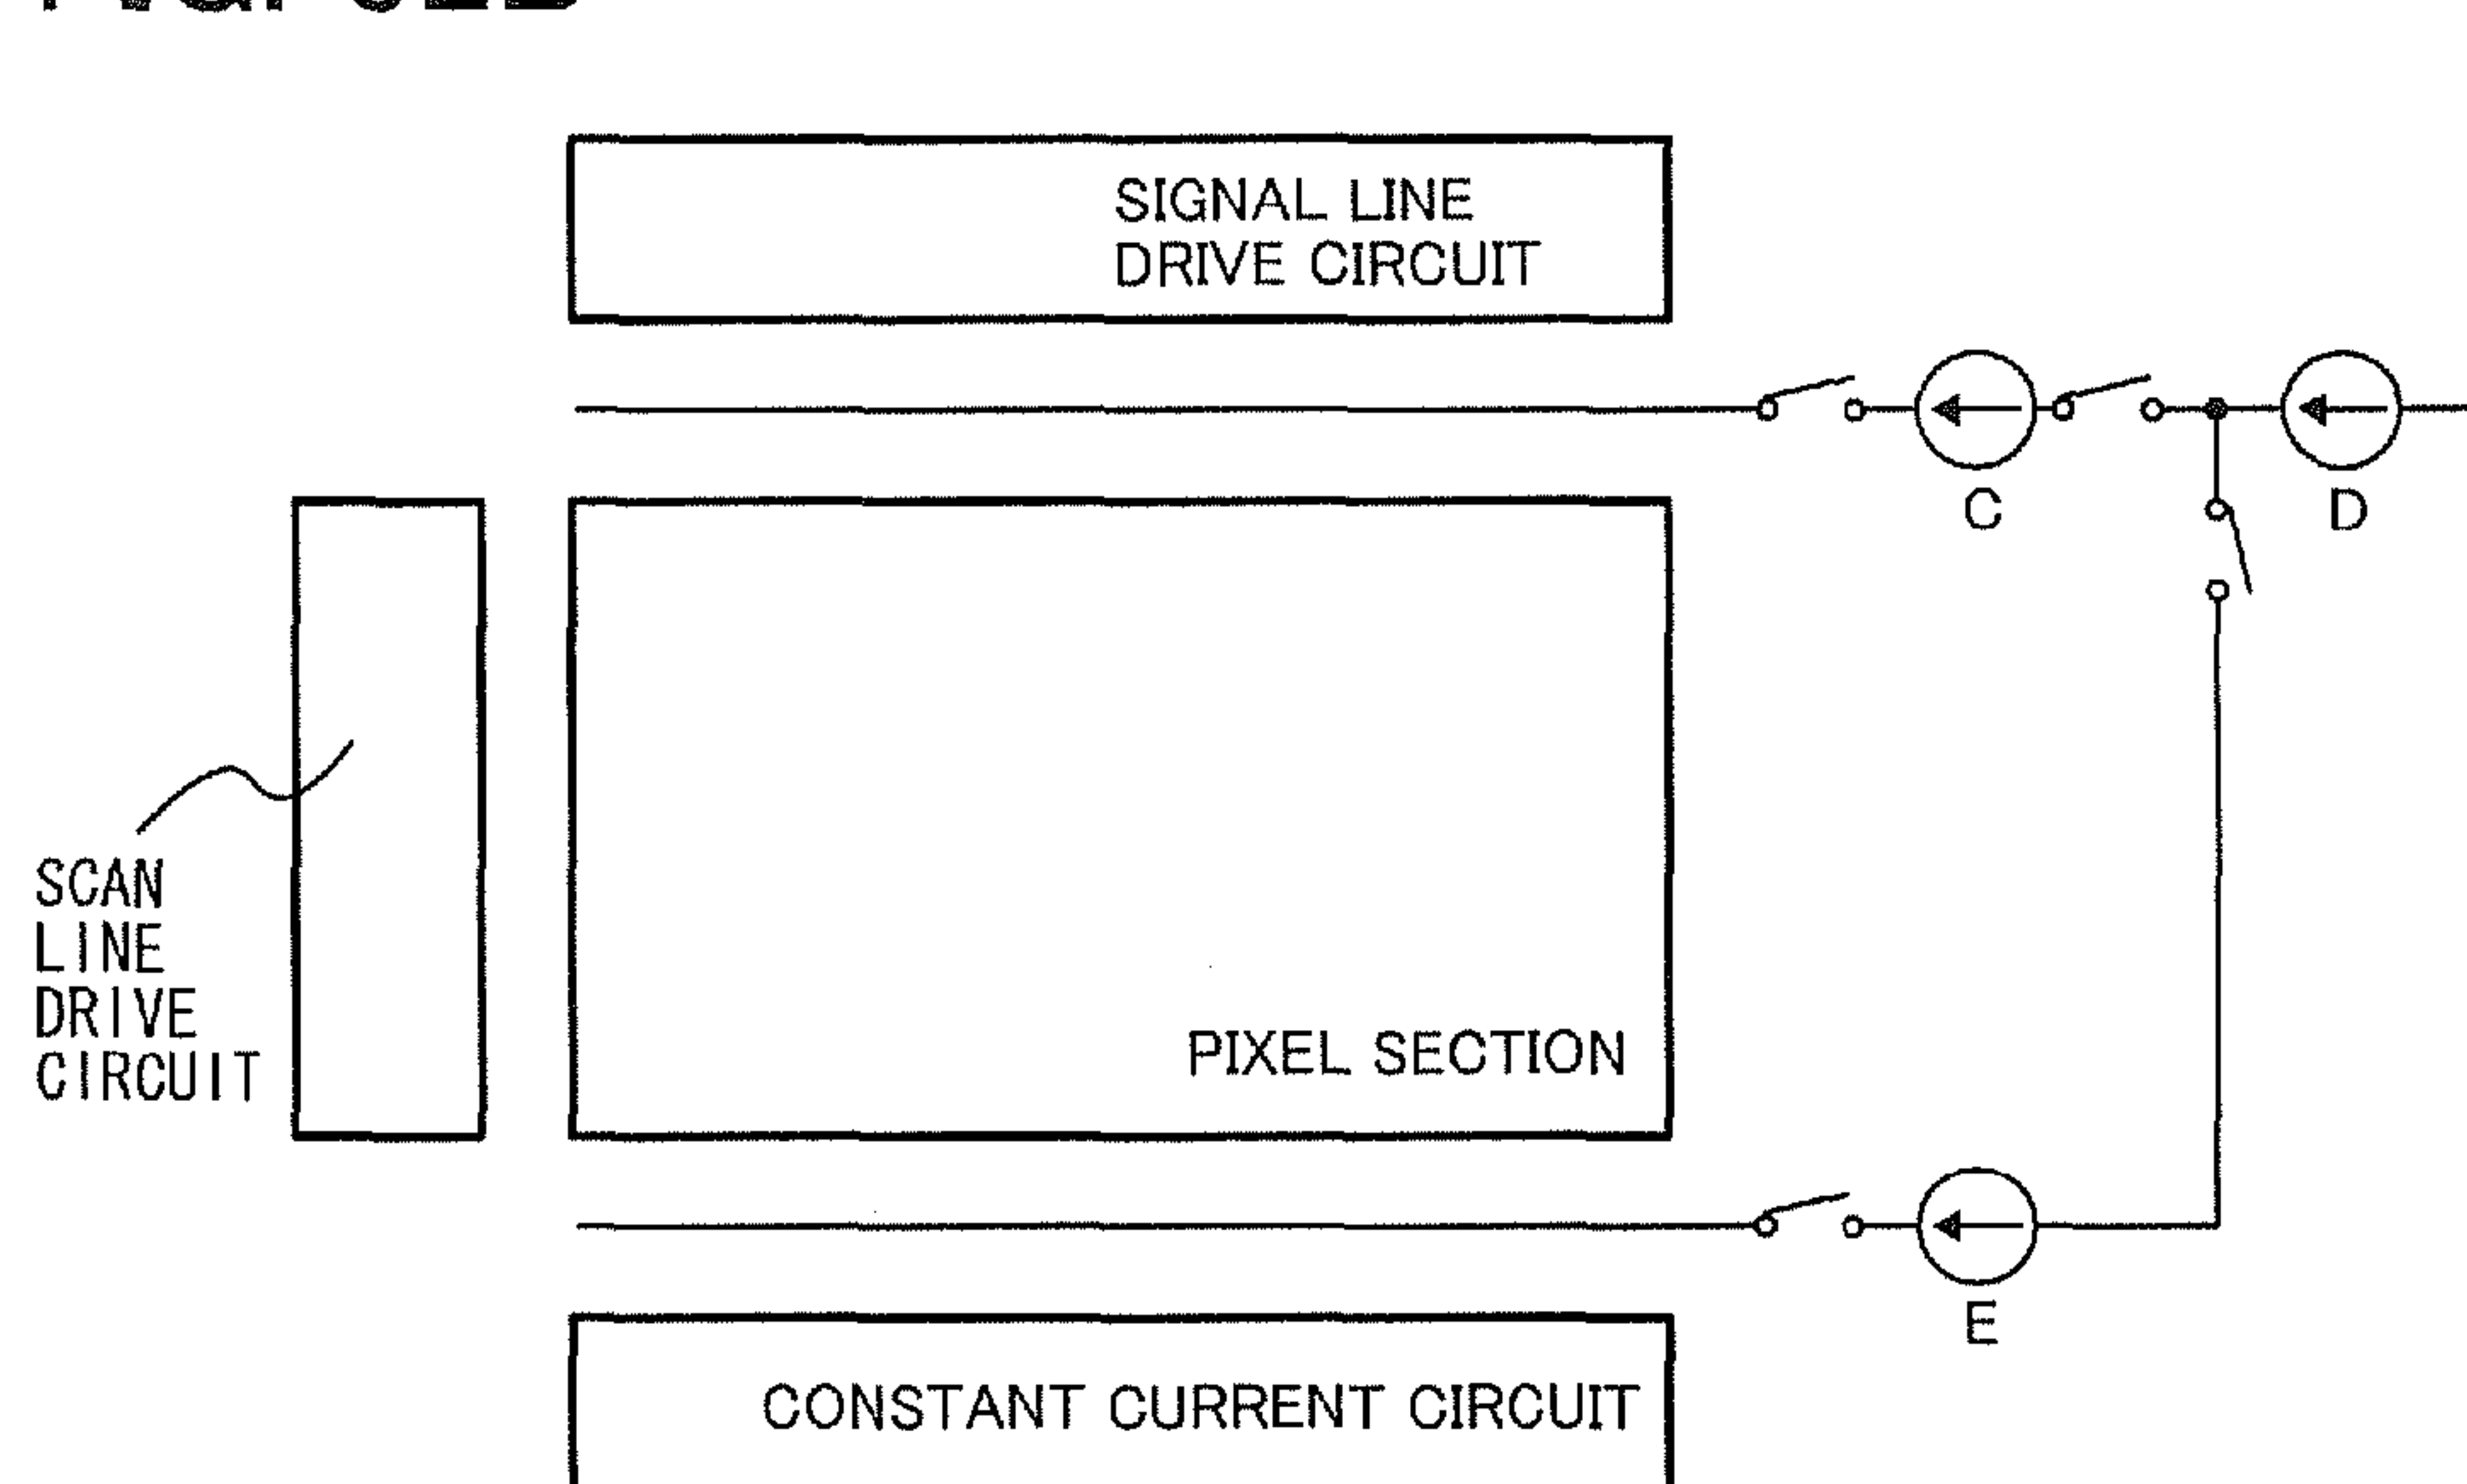 SIGNAL LINE
DRIVE CIRCUIT
C
D
SCAN
LINE
DRIVE
CIRCUIT
PIXEL SECTION
E
CONSTANT CURRENT CIRCUIT